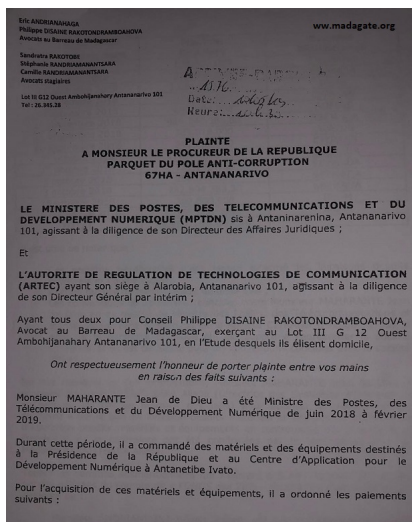 Eric ANDRIANAHAGA
Philippe DISAINE RAKOTONDRAMBOAHOVA
Avocats au Barreau de Madagascar
www.madagate.org
Sandratra RAKOTOBE
Stéphanie RANDRIAMANANTSARA
Camille RANDRIAMANANTSARA
Avocats stagiaires
Lot III G12 Ouest Ambohijanahary Antananarivo 101
Tel : 26.345.28
Date:
Heure:
PLAINTE
A MONSIEUR LE PROCUREUR DE LA REPUBLIQUE
PARQUET DU POLE ANTI-CORRUPTION
67HA - ANTANANARIVO
LE MINISTERE DES POSTES, DES TELECOMMUNICATIONS ET DU
DEVELOPPEMENT NUMERIQUE (MPTDN) sis à Antaninarenina, Antananarivo
101, agissant à la diligence de son Directeur des Affaires Juridiques ;
Et
L'AUTORITE DE REGULATION DE TECHNOLOGIES DE COMMUNICATION
(ARTEC) ayant son siège à Alarobia, Antananarivo 101, agissant à la diligence
de son Directeur Général par intérim ;
Ayant tous deux pour Conseil Philippe DISAINE RAKOTONDRAMBOAHOVA,
Avocat au Barreau de Madagascar, exerçant au Lot III G 12 Ouest
Ambohijanahary Antananarivo 101, en l'Etude desquels ils élisent domicile,
Ont respectueusement l'honneur de porter plainte entre vos mains
en raison des faits suivants :
Monsieur MAHARANTE Jean de Dieu a été Ministre des Postes, des
Télécommunications et du Développement Numérique de juin 2018 à février
2019.
Durant cette période, il a commandé des matériels et des équipements destinés
à la Présidence de la République et au Centre d'Application pour le
Développement Numérique à Antanetibe Ivato.
Pour l'acquisition de ces matériels et équipements, il a ordonné les paiements
suivants :